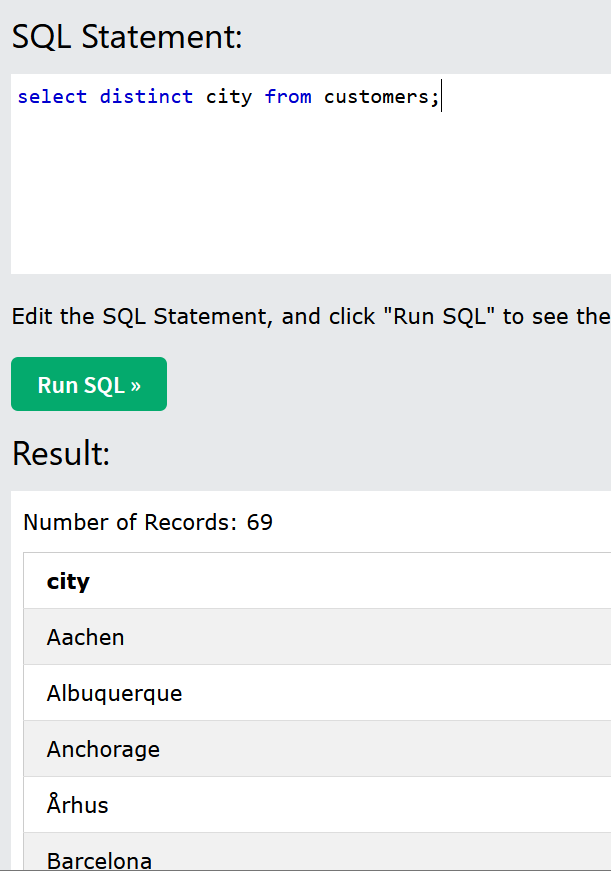 SQL Statement:
select distinct city from customers;
Edit the SQL Statement, and click "Run SQL" to see the
Run SQL »
Result:
Number of Records: 69
city
Aachen
Albuquerque
Anchorage
Århus
Barcelona